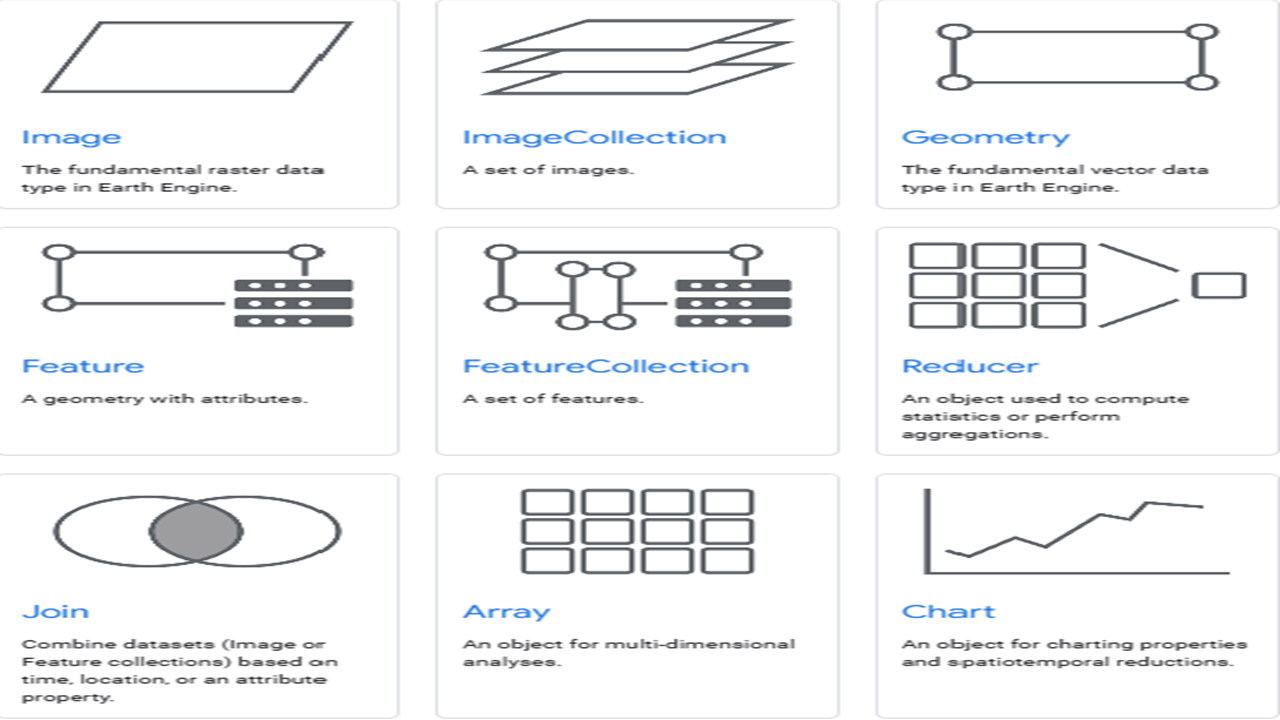 Image
The fundamental raster data
type in Earth Engine.
ImageCollection
A set of images.
Geometry
The fundamental vector data
type in Earth Engine.
Feature
A geometry with attributes.
FeatureCollection
A set of features.
Reducer
An object used to compute
statistics or perform
aggregations.
Join
Combine datasets (Image or
Feature collections) based on
time, location, or an attribute
property.
Array
An object for multi-dimensional
analyses.
Chart
An object for charting properties
and spatiotemporal reductions.